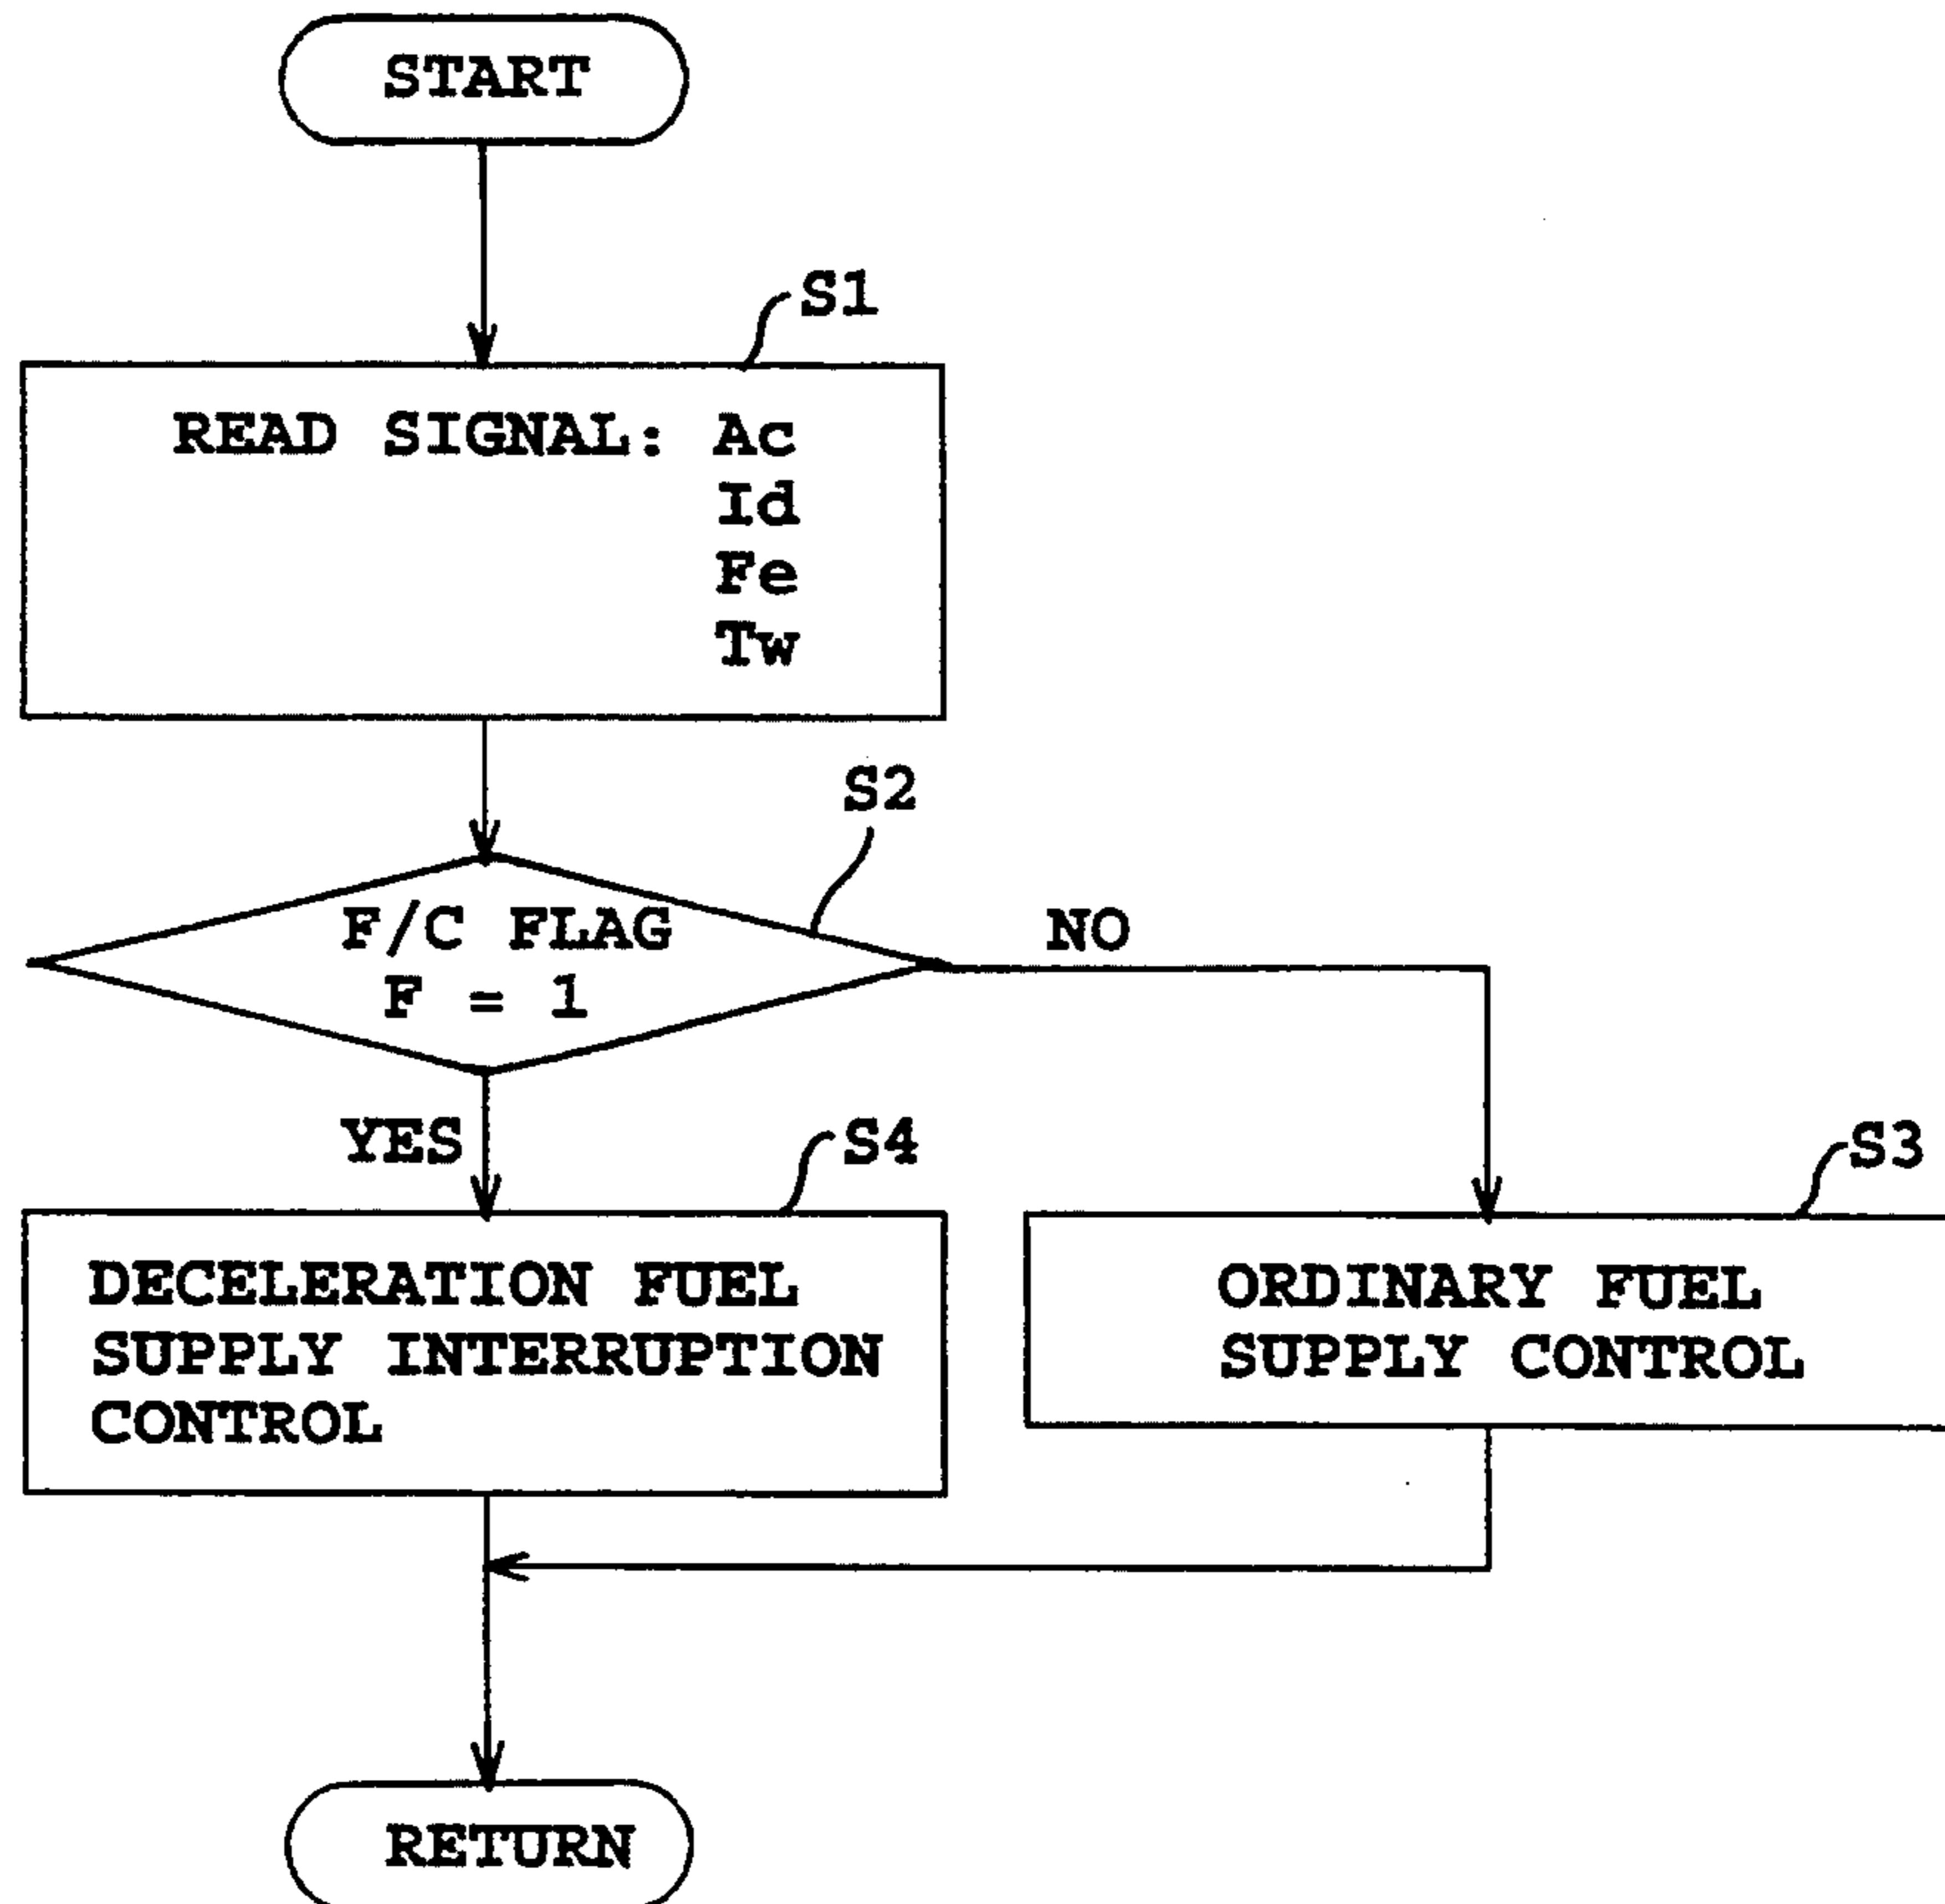 START
S1
READ SIGNAL: Ac
Id
Fe
Tw
S2
F/C FLAG
F = 1
NO
YES
S4
S3
DECELERATION FUEL
SUPPLY INTERRUPTION
CONTROL
ORDINARY FUEL
SUPPLY CONTROL
RETURN